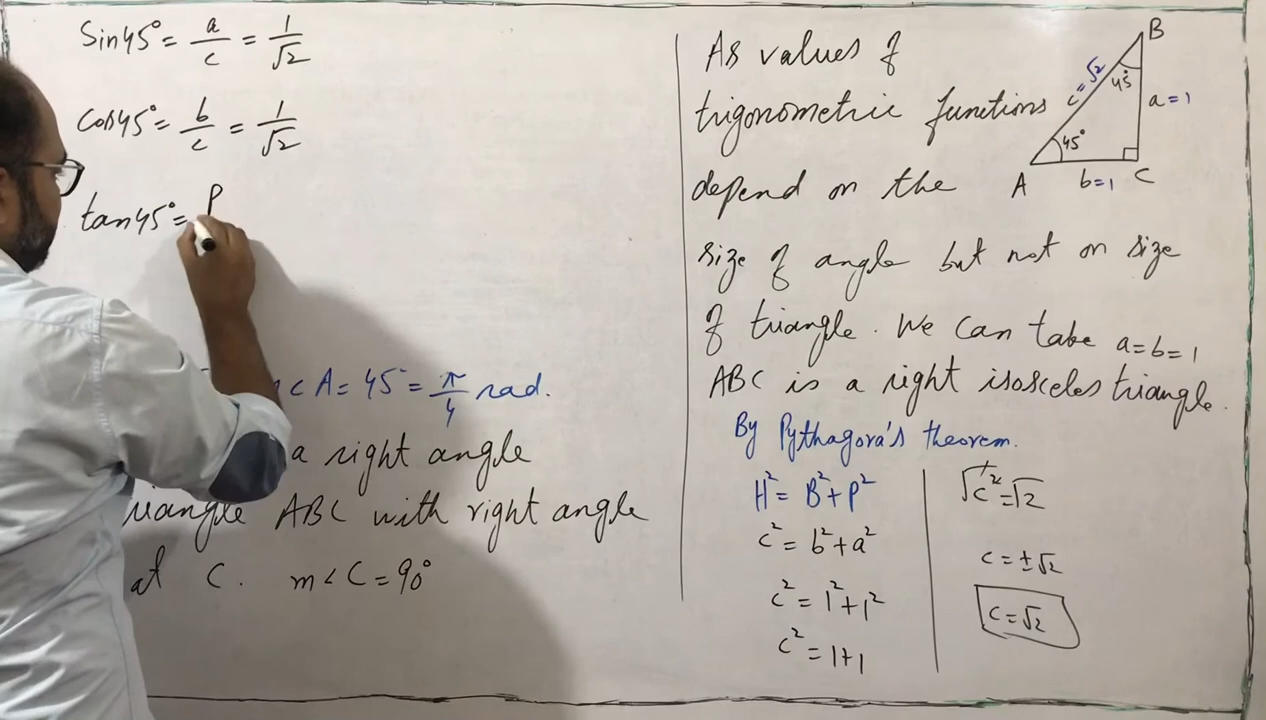 Sin45° = a/c = 1/√2
Cos45° = b/c = 1/√2
tan45° = P
A = 45° = π/4 rad.
a right angle
triangle ABC with right angle
at C. m<C = 90°
As values of
trigonometric functions
depend on the
size of angle but not on size
of triangle. We can take a=b=1
ABC is a right isosceles triangle.
By Pythagora's theorem.
H² = B² + P²
c² = b² + a²
c² = 1² + 1²
c² = 1+1
√c² = √2
c = ±√2
c = √2
B
45°
c = √2
a = 1
45°
A
b=1
C